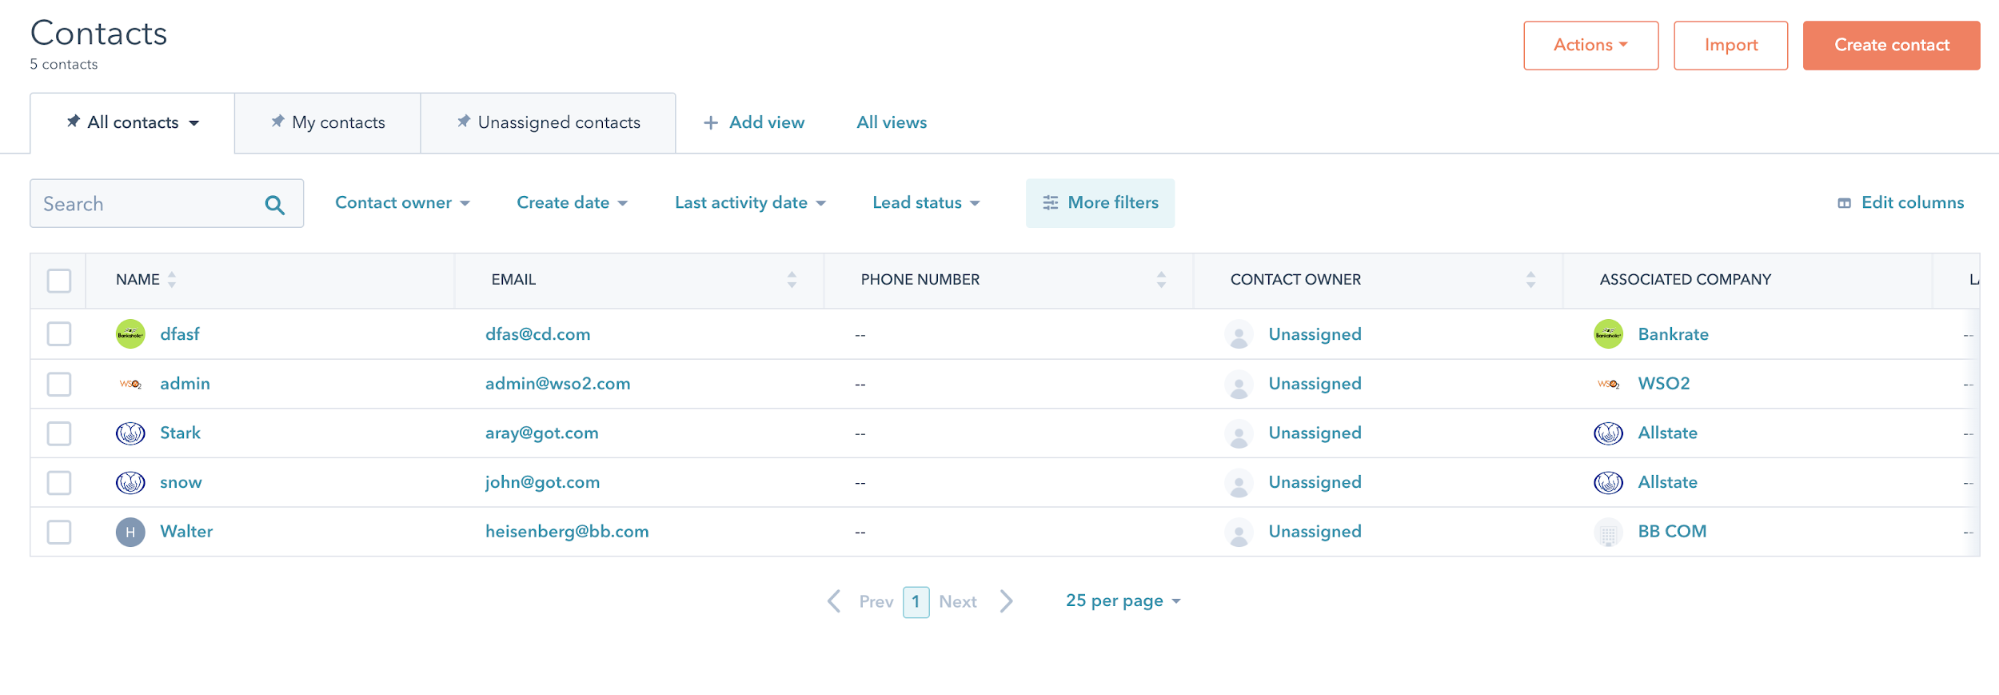 Contacts
5 contacts
Actions Import Create contact
All contacts My contacts Unassigned contacts + Add view All views
Search Contact owner Create date Last activity date Lead status More filters Edit columns
NAME EMAIL PHONE NUMBER CONTACT OWNER ASSOCIATED COMPANY
dfasf dfas@cd.com -- Unassigned Bankrate --
WSO2 admin admin@wso2.com -- Unassigned WSO2 WSO2 --
Stark aray@got.com -- Unassigned Allstate --
snow john@got.com -- Unassigned Allstate --
H Walter heisenberg@bb.com -- Unassigned BB COM --
Prev 1 Next 25 per page